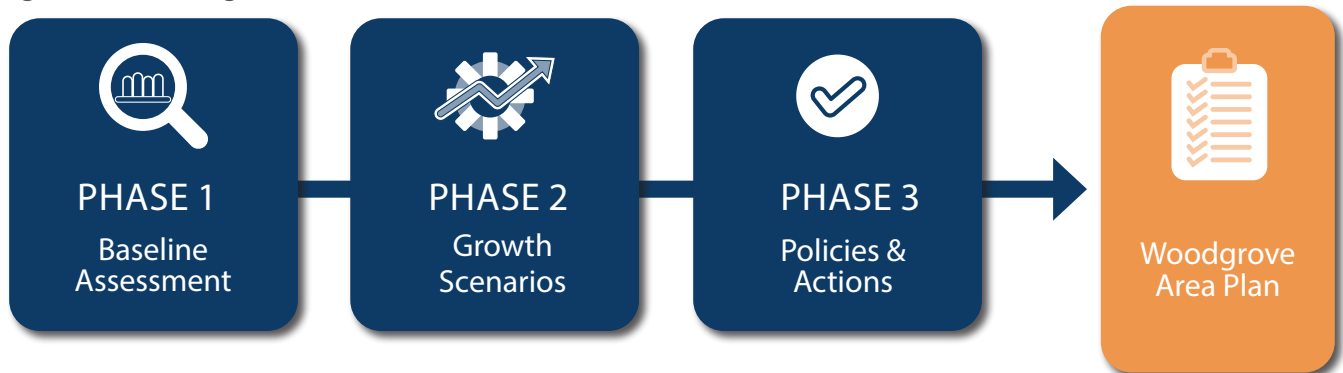 PHASE 1
Baseline
Assessment
PHASE 2
Growth
Scenarios
PHASE 3
Policies &
Actions
Woodgrove
Area Plan